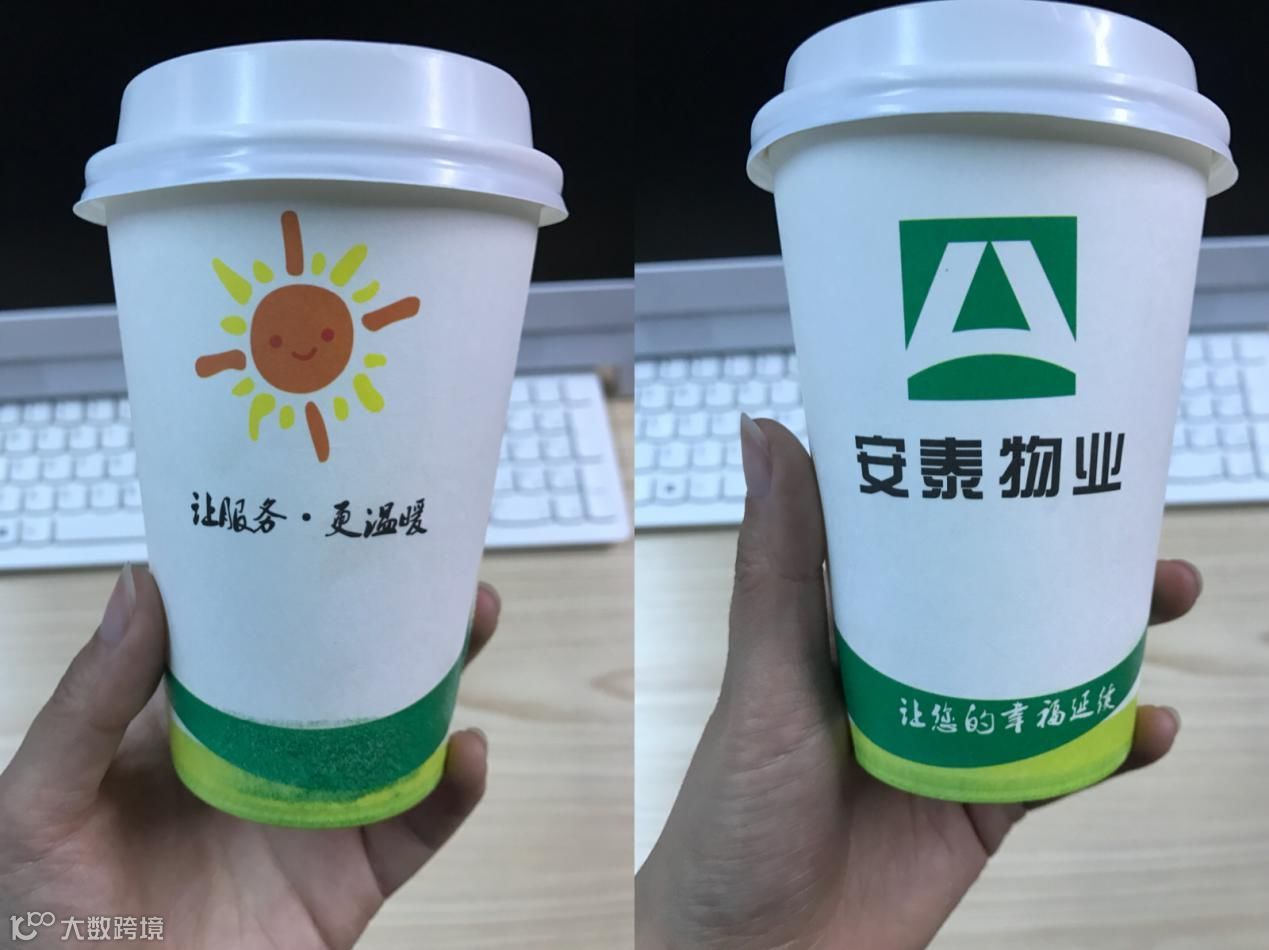 让服务·更温暖
安泰物业
让您的幸福延续
大数跨境